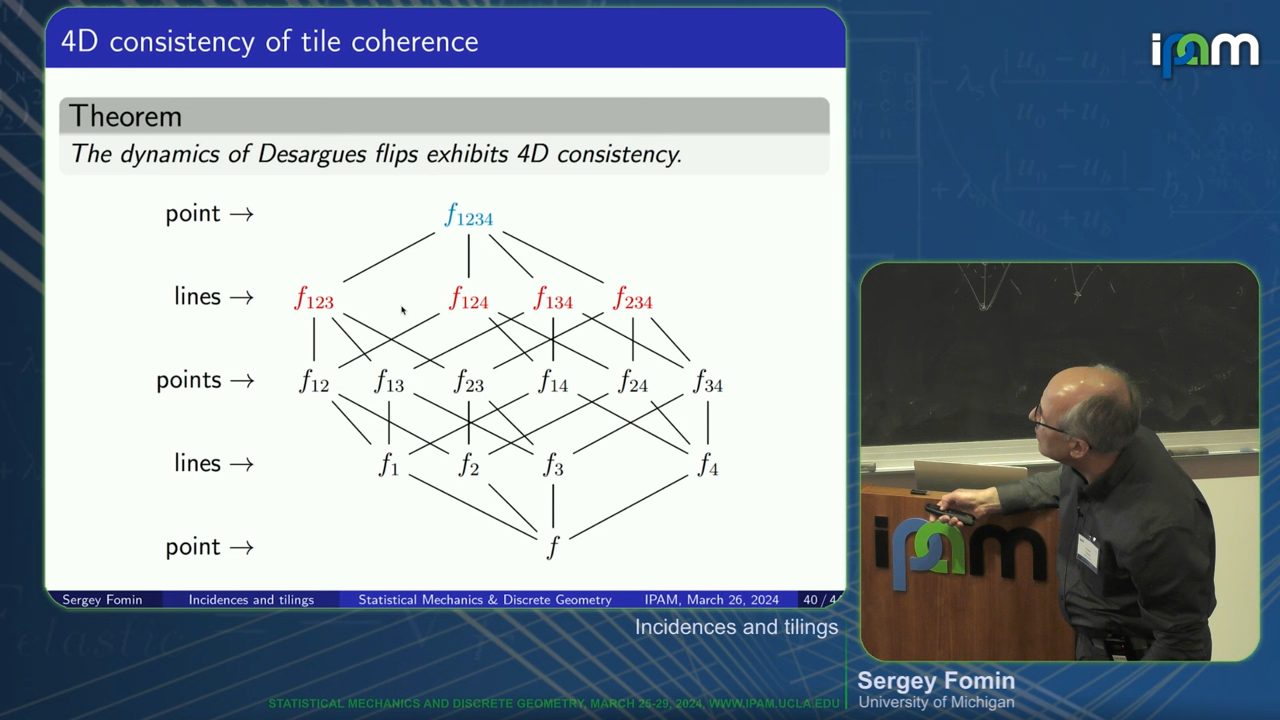 4D consistency of tile coherence
Theorem
The dynamics of Desargues flips exhibits 4D consistency.
point → f1234
lines → f123 f124 f134 f234
points → f12 f13 f23 f14 f24 f34
lines → f1 f2 f3 f4
point → f
Sergey Fomin Incidences and tilings Statistical Mechanics & Discrete Geometry IPAM, March 26, 2024 40 / 44
Incidences and tilings
Sergey Fomin
University of Michigan
STATISTICAL MECHANICS AND DISCRETE GEOMETRY, MARCH 25-29, 2024, WWW.IPAM.UCLA.EDU
ipam
ipam